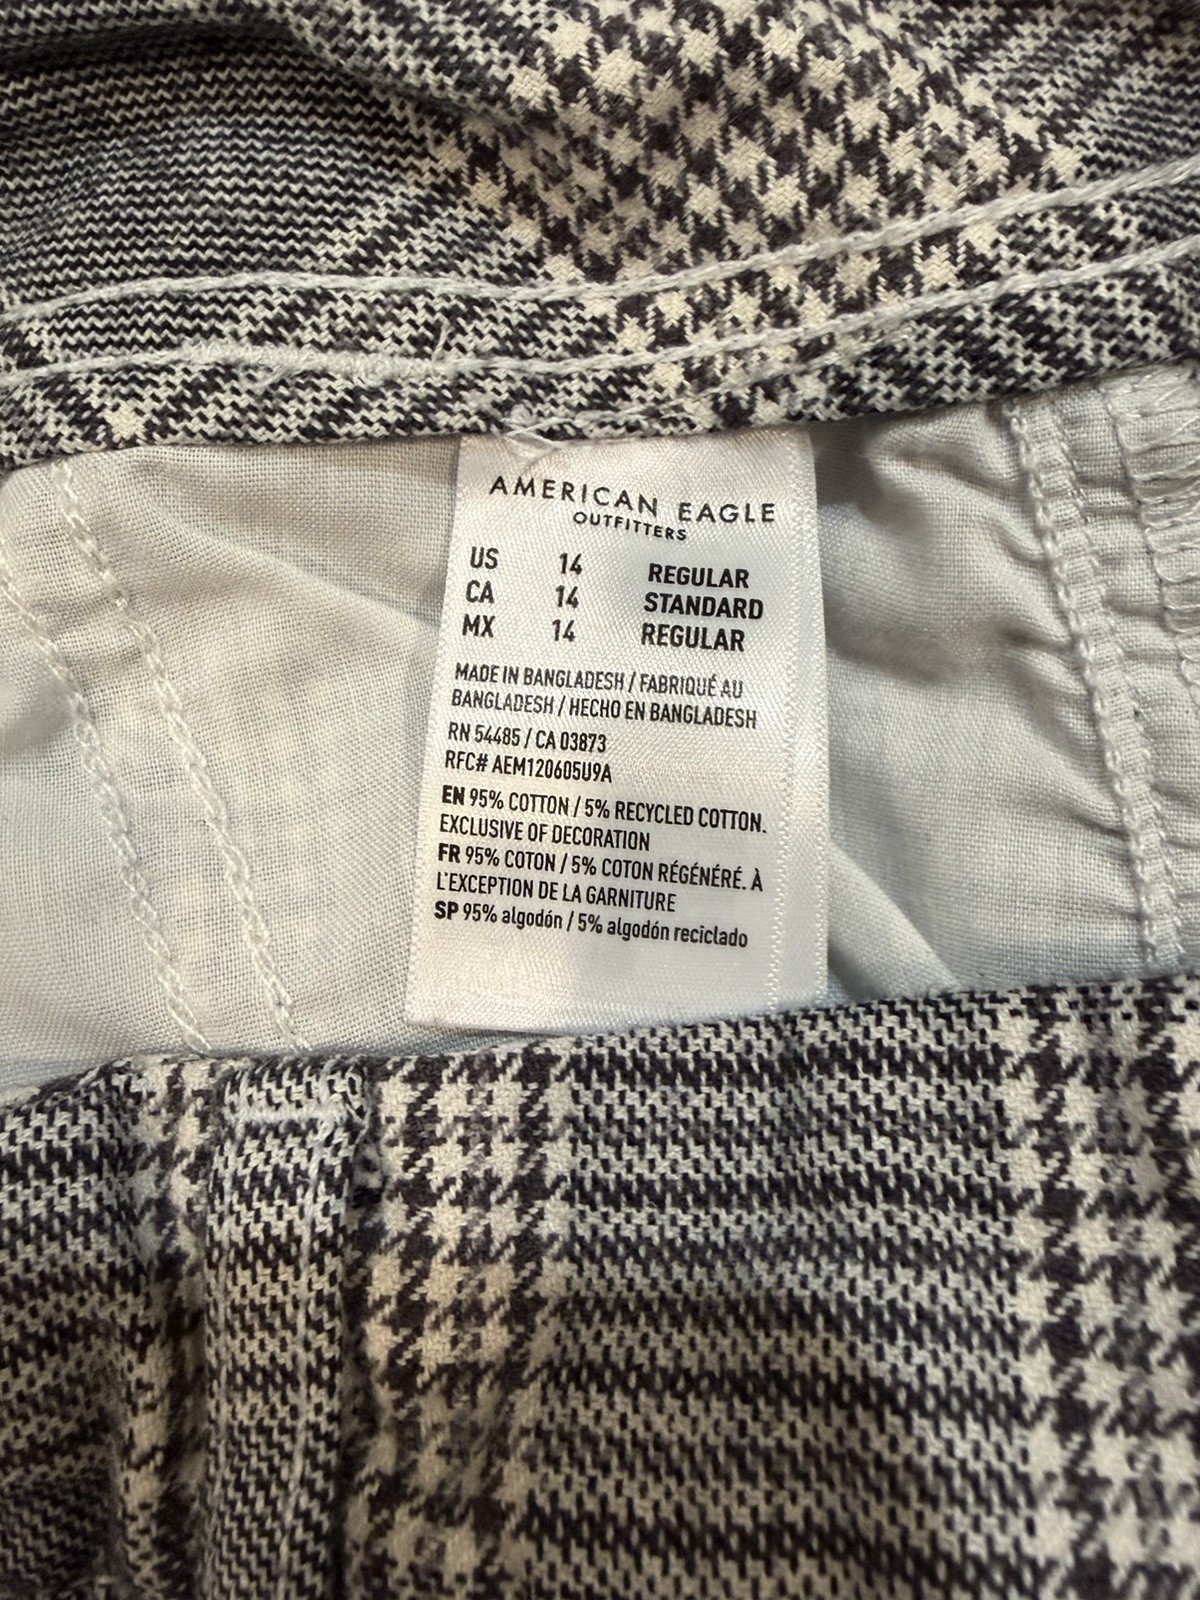 AMERICAN EAGLE
OUTFITTERS
US 14 REGULAR
CA 14 STANDARD
MX 14 REGULAR
MADE IN BANGLADESH / FABRIQUÉ AU
BANGLADESH / HECHO EN BANGLADESH
RN 54485 / CA 03873
RFC# AEM120605U9A
EN 95% COTTON / 5% RECYCLED COTTON.
EXCLUSIVE OF DECORATION
FR 95% COTON / 5% COTON RÉGÉNÉRÉ. À
L'EXCEPTION DE LA GARNITURE
SP 95% algodón / 5% algodón reciclado